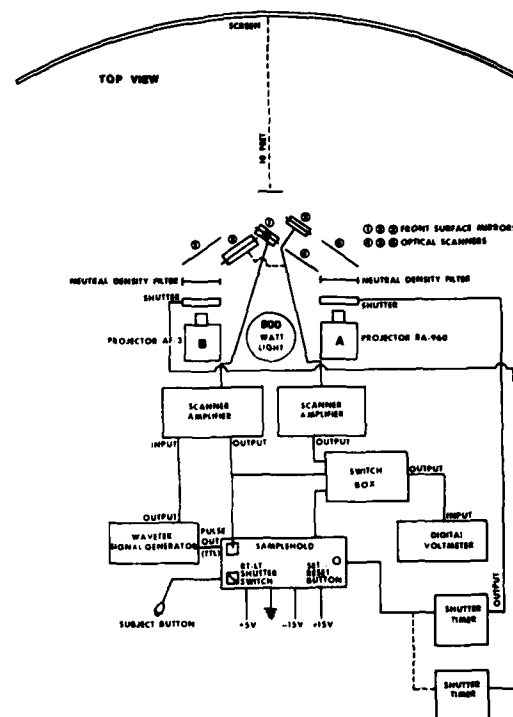 SCREEN
TOP VIEW
10 FEET
① ② ③ FRONT SURFACE MIRRORS
④ ⑤ ⑥ OPTICAL SCANNERS
NEUTRAL DENSITY FILTER
NEUTRAL DENSITY FILTER
SHUTTER
SHUTTER
PROJECTOR
B
WATT
LIGHT
A
PROJECTOR RA-960
SCANNER
AMPLIFIER
SCANNER
AMPLIFIER
INPUT
OUTPUT
OUTPUT
SWITCH
BOX
OUTPUT
INPUT
OUTPUT
WAVETEK
SIGNAL GENERATOR
PULSE
OUT
(TTL)
SAMPLEHOLD
DIGITAL
VOLTMETER
RT-LT
SHUTTER
SWITCH
SET
RESET
BUTTON
SUBJECT BUTTON
+5V
-15V
+15V
OUTPUT
SHUTTER
TIMER
SHUTTER
TIMER